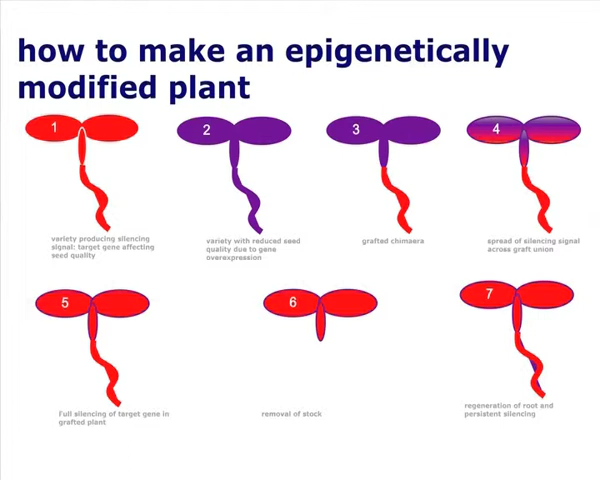 how to make an epigenetically
modified plant
1
2
3
4
variety producing silencing
signal: target gene affecting
seed quality
variety with reduced seed
quality due to gene
overexpression
grafted chimaera
spread of silencing signal
across graft union
5
6
7
Full silencing of target gene in
grafted plant
removal of stock
regeneration of root and
persistent silencing